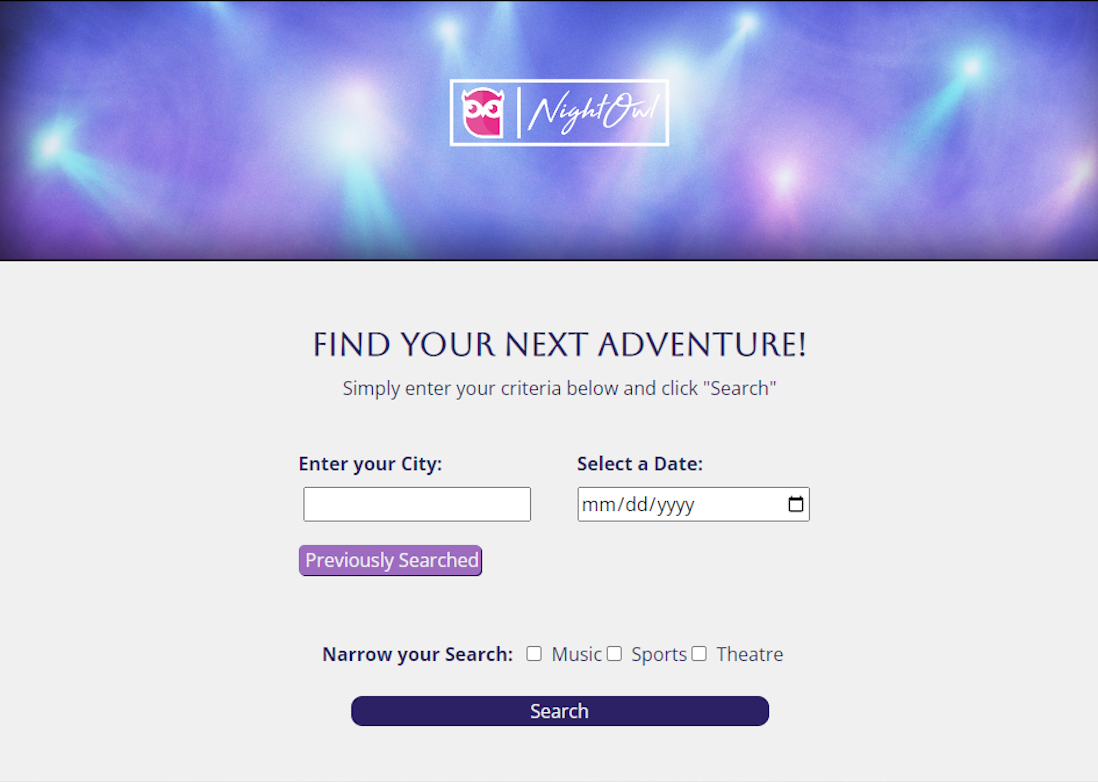 NightOwl
FIND YOUR NEXT ADVENTURE!
Simply enter your criteria below and click "Search"
Enter your City:
Select a Date:
mm/dd/yyyy
Previously Searched
Narrow your Search: Music Sports Theatre
Search